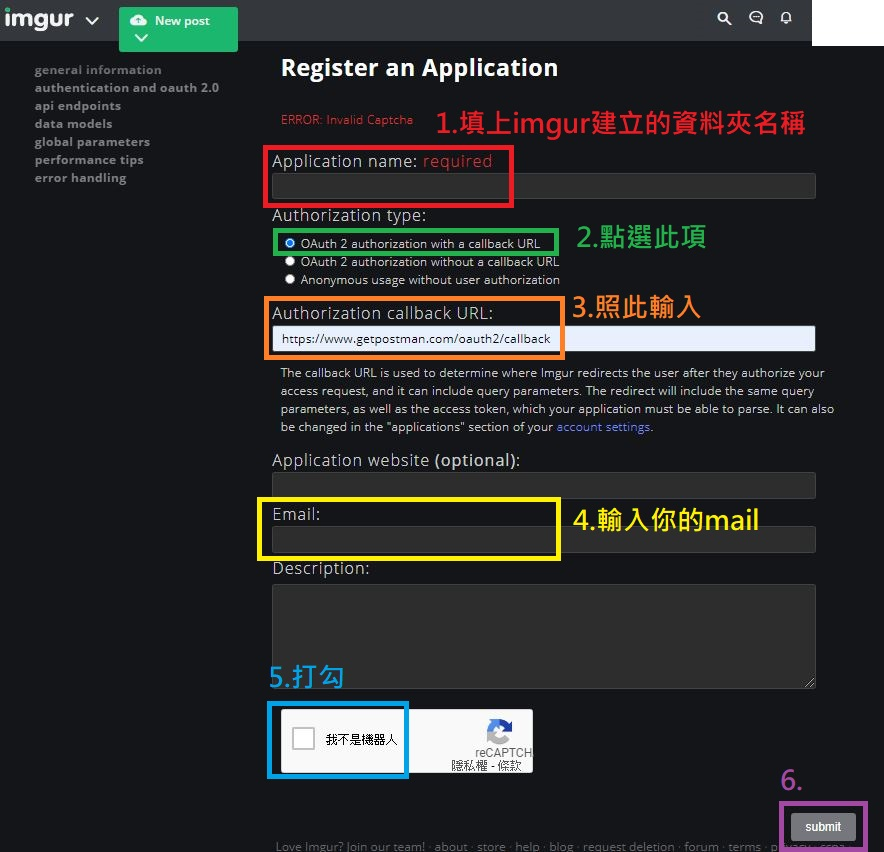 imgur
New post
general information
authentication and oauth 2.0
api endpoints
data models
global parameters
performance tips
error handling
Register an Application
ERROR: Invalid Captcha
1.填上imgur建立的資料夾名稱
Application name: required
Authorization type:
OAuth 2 authorization with a callback URL
2.點選此項
OAuth 2 authorization without a callback URL
Anonymous usage without user authorization
Authorization callback URL:
3.照此輸入
https://www.getpostman.com/oauth2/callback
The callback URL is used to determine where Imgur redirects the user after they authorize your
access request, and it can include query parameters. The redirect will include the same query
parameters, as well as the access token, which your application must be able to parse. It can also
be changed in the "applications" section of your account settings.
Application website (optional):
Email:
4.輸入你的mail
Description:
5.打勾
我不是機器人
reCAPTCH
隱私權 - 條款
6.
submit
Love Imgur? Join our team! · about · store · help · blog · request deletion · forum · terms · privacy · ccpa